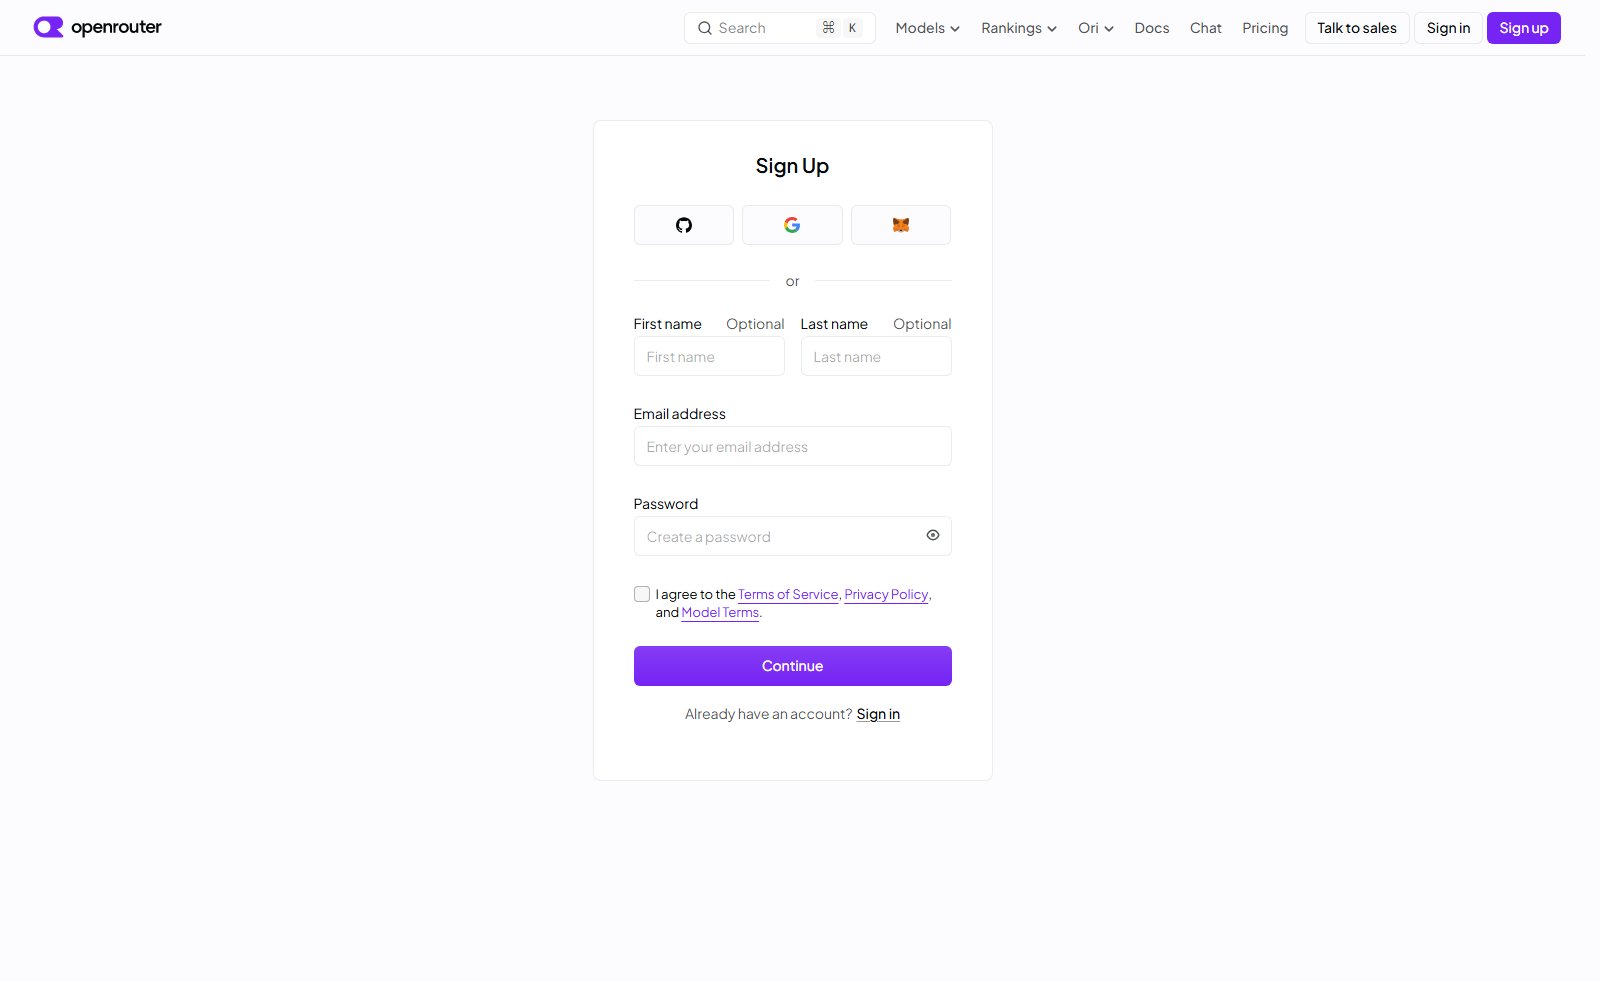 openrouter
Search ⌘ K Models Rankings Ori Docs Chat Pricing Talk to sales Sign in Sign up
Sign Up
or
First name Optional Last name Optional
First name Last name
Email address
Enter your email address
Password
Create a password
I agree to the Terms of Service, Privacy Policy,
and Model Terms.
Continue
Already have an account? Sign in